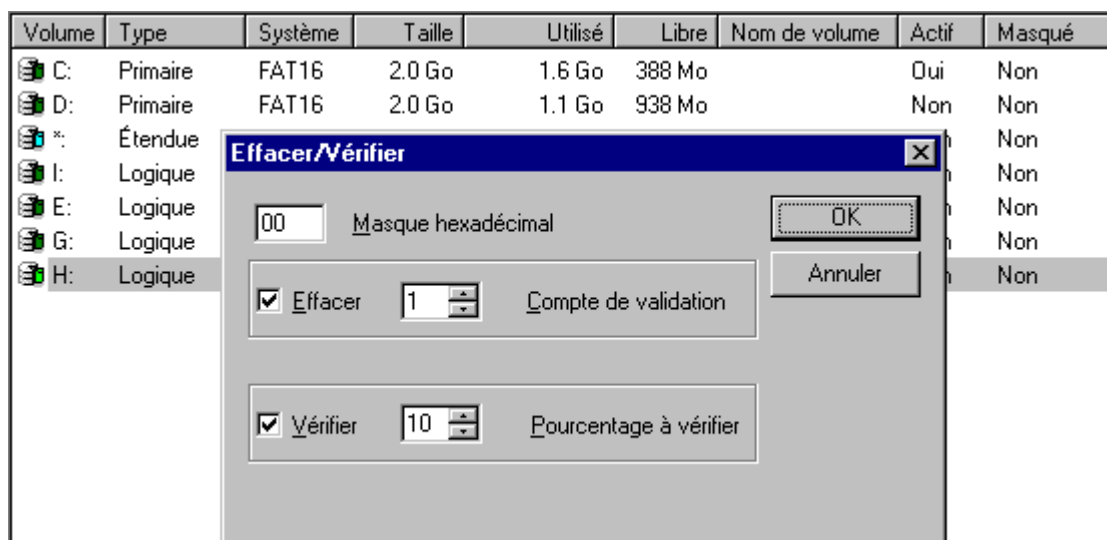 Volume Type Système Taille Utilisé Libre Nom de volume Actif Masqué
C: Primaire FAT16 2.0 Go 1.6 Go 388 Mo Oui Non
D: Primaire FAT16 2.0 Go 1.1 Go 938 Mo Non Non
*: Étendue Non
Effacer/Vérifier
I: Logique Non
E: Logique Non
00 Masque hexadécimal OK
G: Logique Non
H: Logique Non
Annuler
Effacer 1 Compte de validation
Vérifier 10 Pourcentage à vérifier